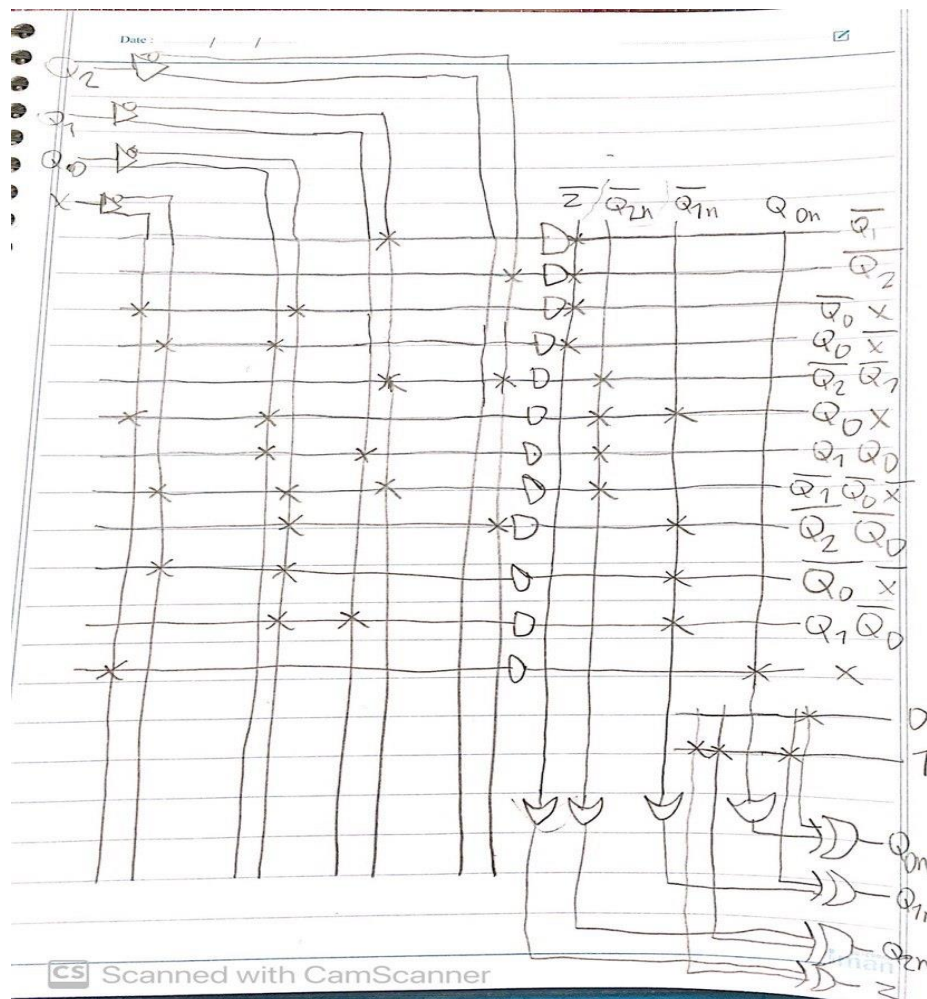 Date : / /
Q2
Q1
Q0
X
Z̅ Q̅2n Q̅1n Q0n
Q̅1
Q̅2
Q̅0 X
Q0 X̅
Q̅2 Q̅1
Q0 X
Q1 Q0
Q̅1 Q̅0 X̅
Q̅2 Q̅0
Q̅0 X̅
Q1 Q̅0
X
0
1
Q0n
Q1n
Q2n
Z
CS Scanned with CamScanner